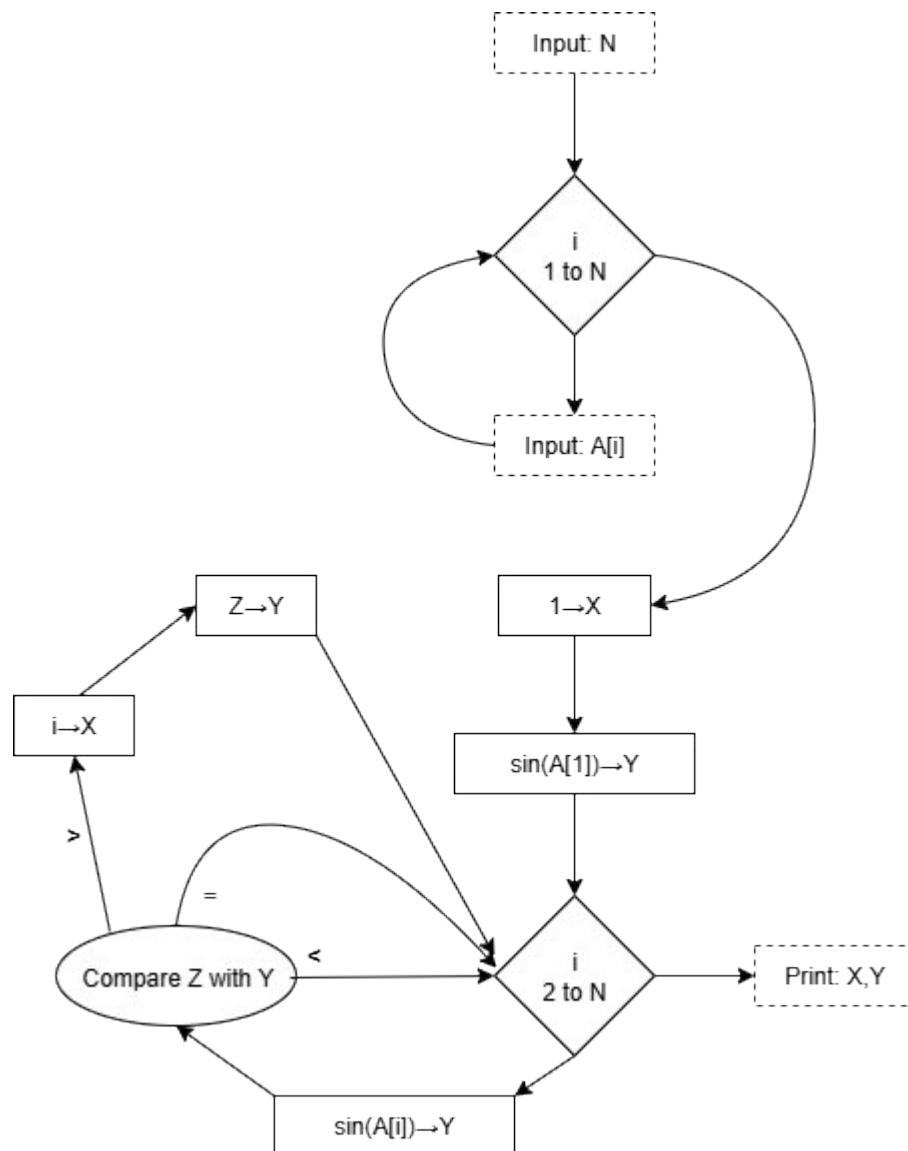 Input: N
i
1 to N
Input: A[i]
Z→Y
1→X
i→X
sin(A[1])→Y
>
=
<
Compare Z with Y
i
2 to N
Print: X,Y
sin(A[i])→Y